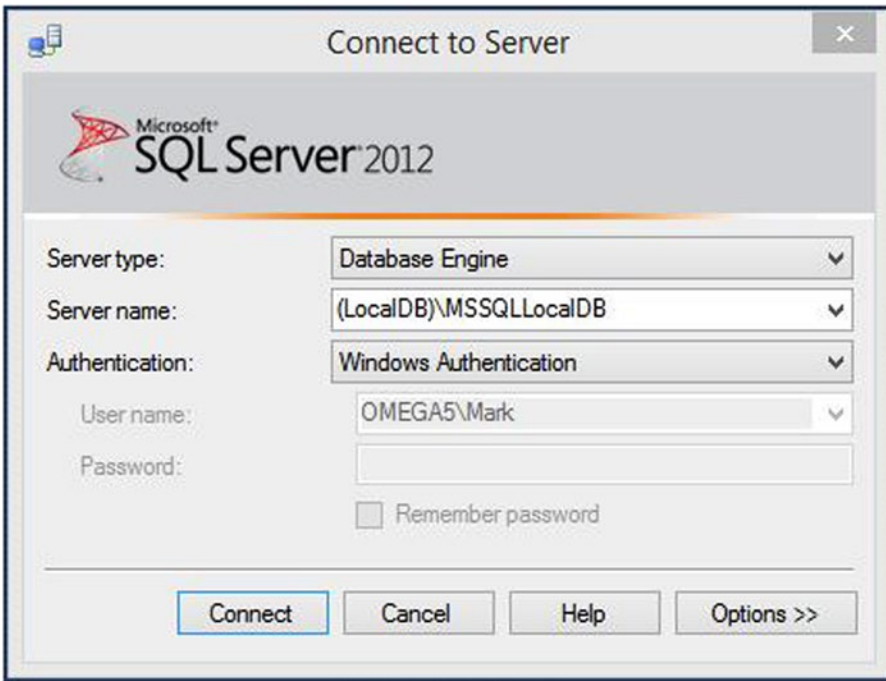 Connect to Server
Microsoft®
SQL Server® 2012
Server type: Database Engine
Server name: (LocalDB)\MSSQLLocalDB
Authentication: Windows Authentication
User name: OMEGA5\Mark
Password:
Remember password
Connect Cancel Help Options >>